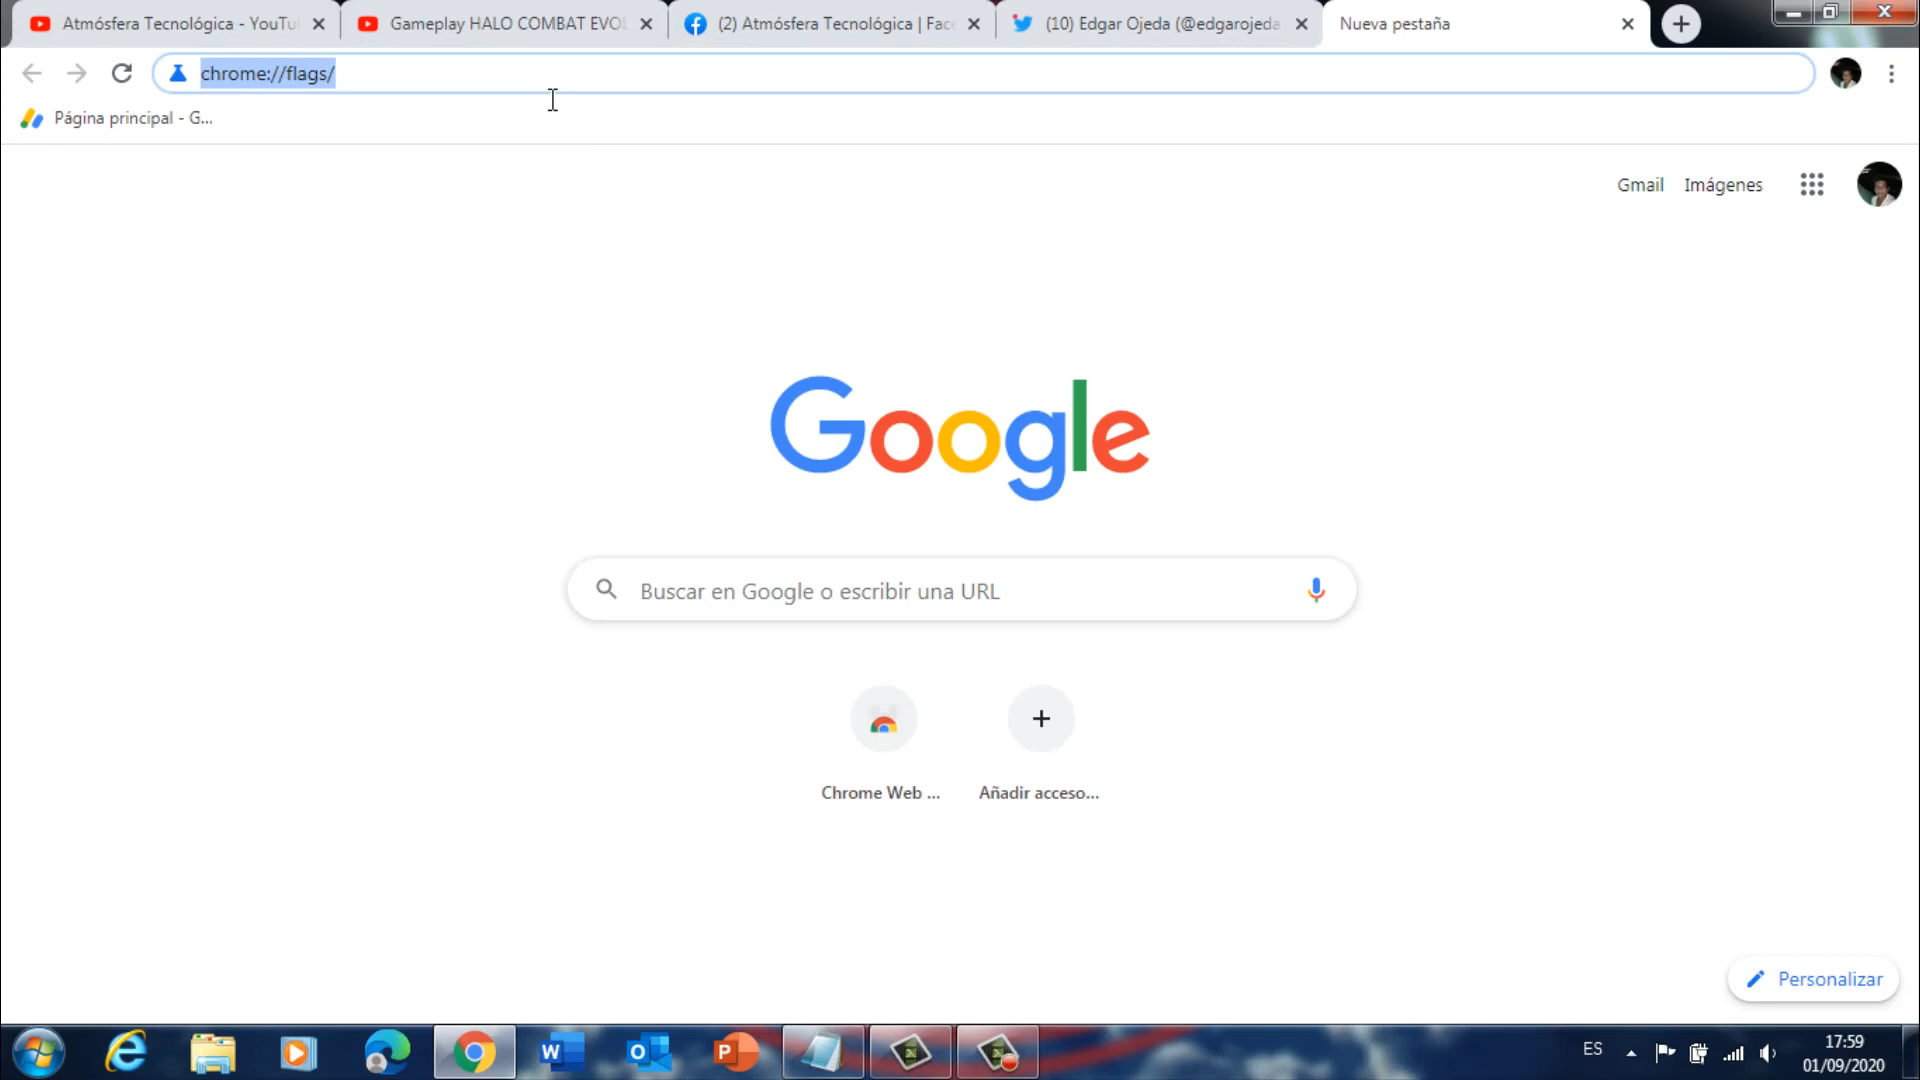 Atmósfera Tecnológica - YouTu
Gameplay HALO COMBAT EVOL
(2) Atmósfera Tecnológica | Face
(10) Edgar Ojeda (@edgarojeda
Nueva pestaña
chrome://flags/
Página principal - G...
Gmail
Imágenes
Google
Buscar en Google o escribir una URL
Chrome Web ...
Añadir acceso...
Personalizar
ES
17:59
01/09/2020